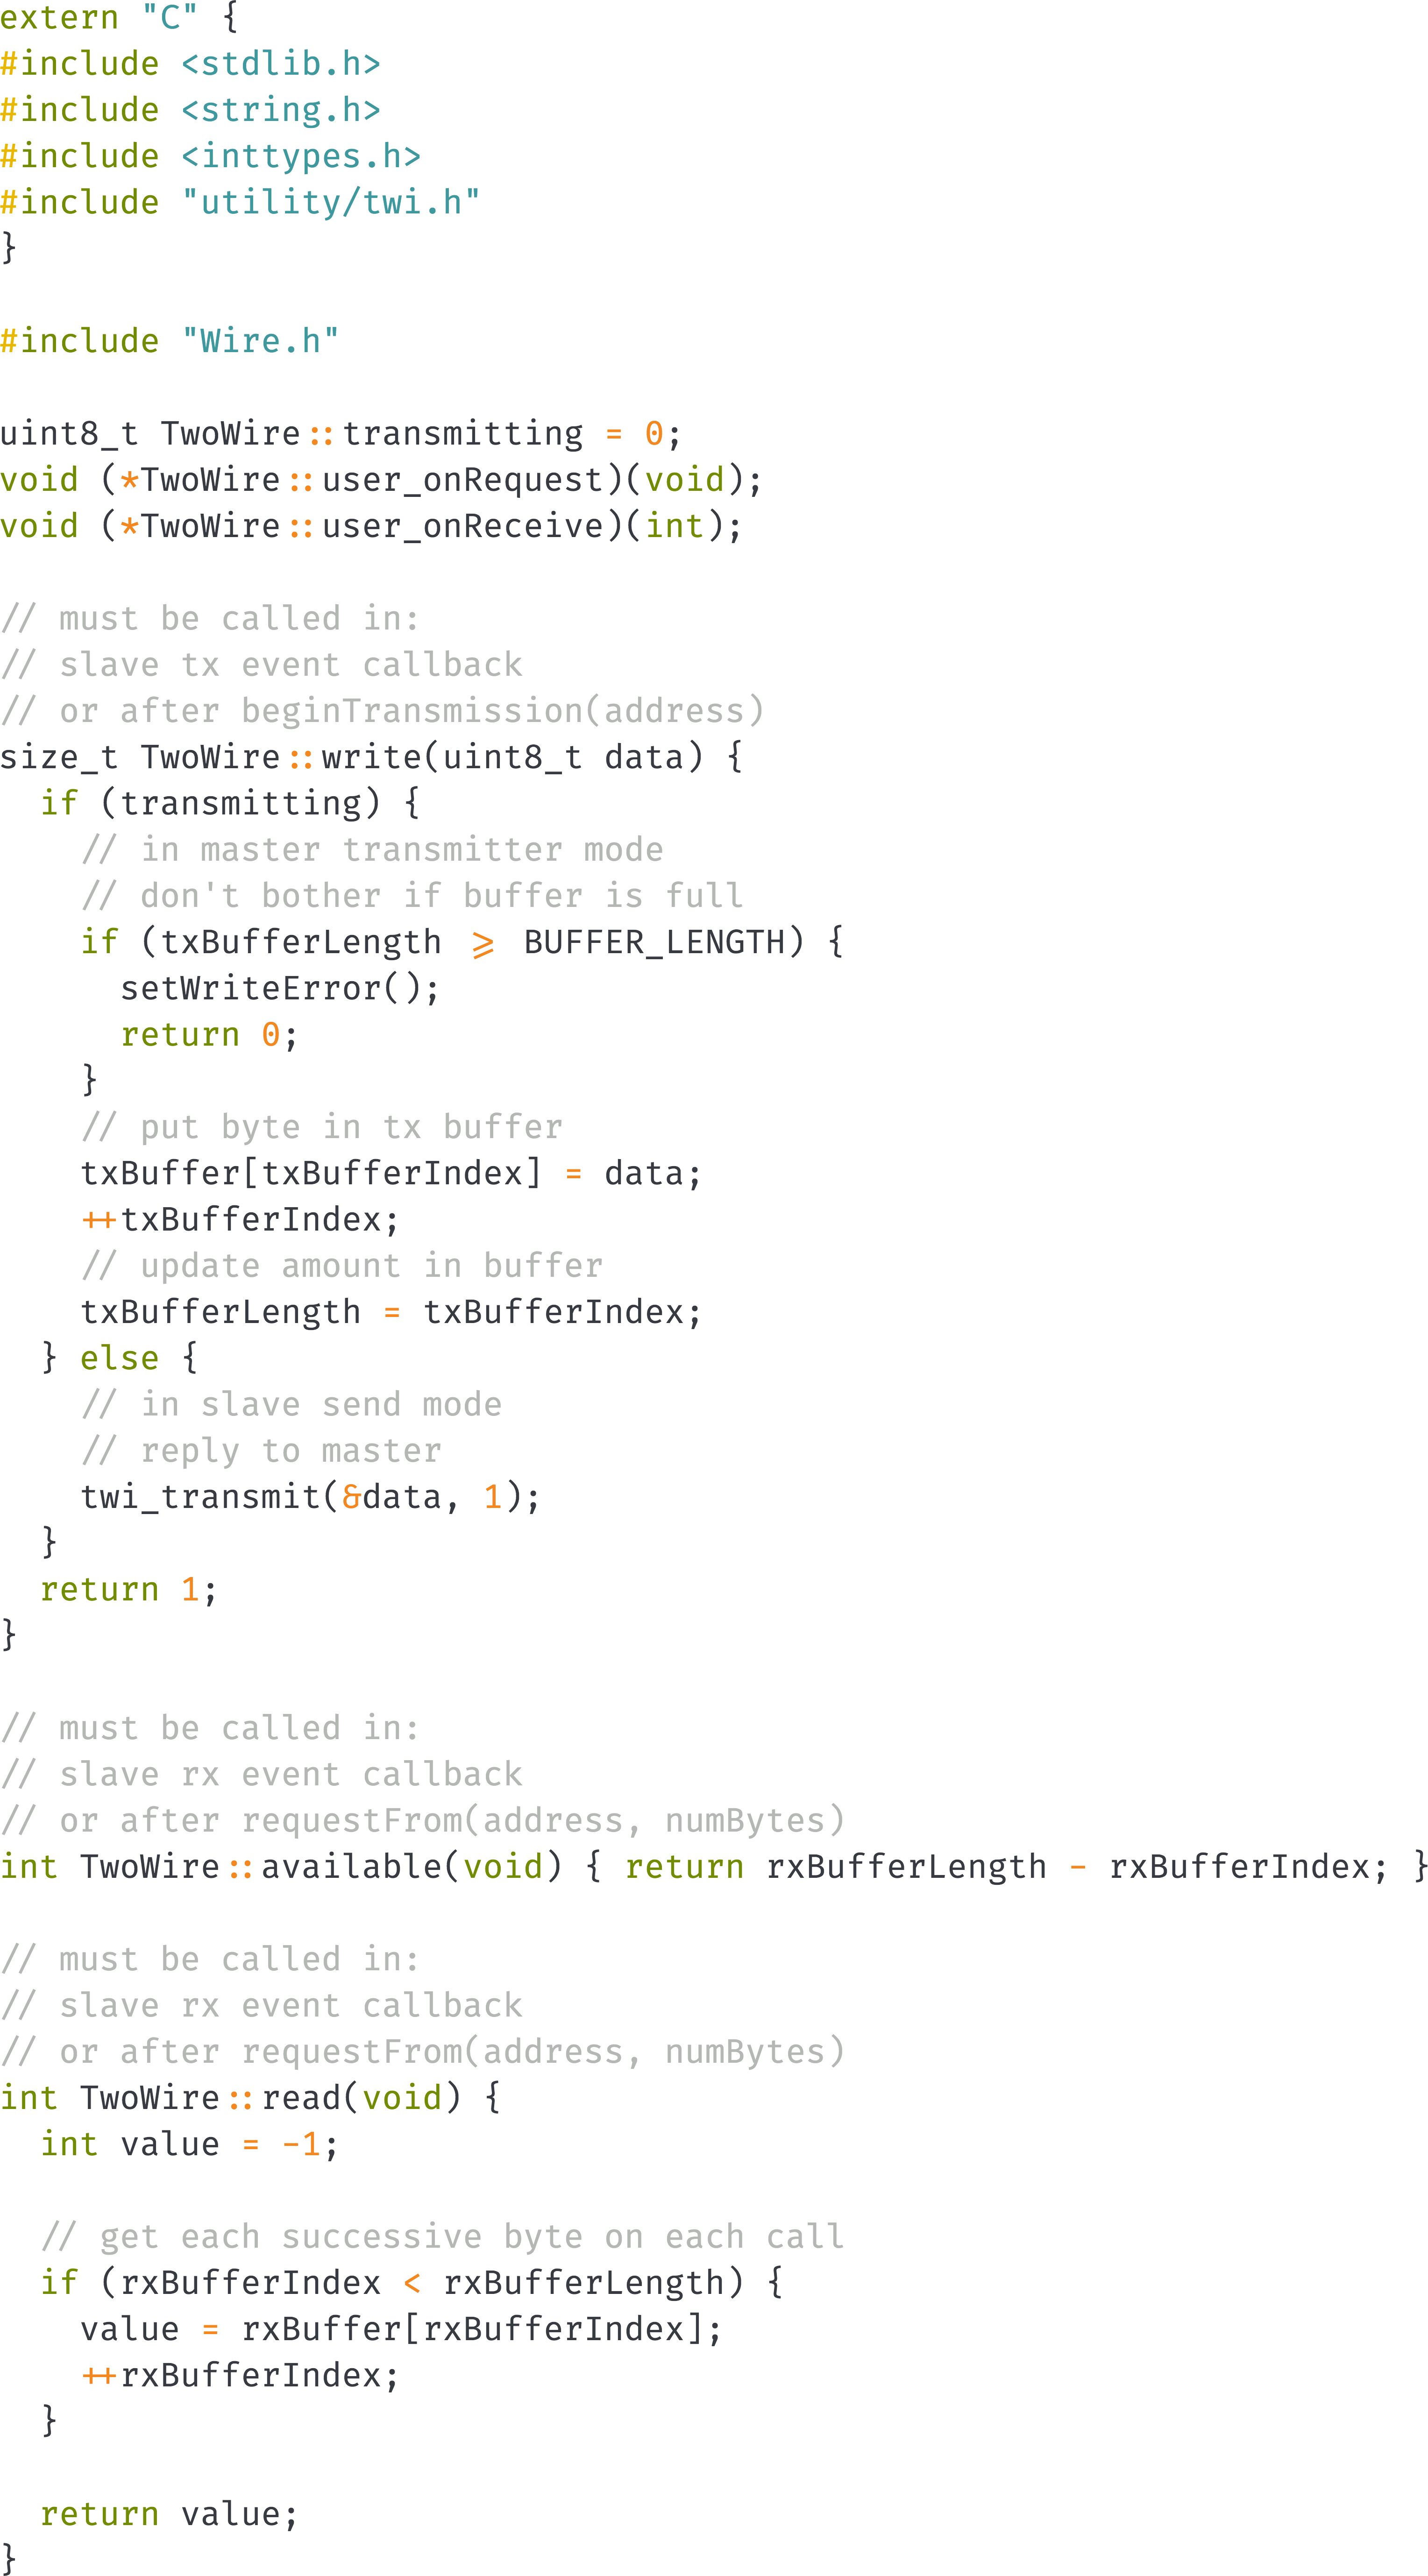 extern "C" {
#include <stdlib.h>
#include <string.h>
#include <inttypes.h>
#include "utility/twi.h"
}

#include "Wire.h"

uint8_t TwoWire::transmitting = 0;
void (*TwoWire::user_onRequest)(void);
void (*TwoWire::user_onReceive)(int);

// must be called in:
// slave tx event callback
// or after beginTransmission(address)
size_t TwoWire::write(uint8_t data) {
  if (transmitting) {
    // in master transmitter mode
    // don't bother if buffer is full
    if (txBufferLength >= BUFFER_LENGTH) {
      setWriteError();
      return 0;
    }
    // put byte in tx buffer
    txBuffer[txBufferIndex] = data;
    ++txBufferIndex;
    // update amount in buffer
    txBufferLength = txBufferIndex;
  } else {
    // in slave send mode
    // reply to master
    twi_transmit(&data, 1);
  }
  return 1;
}

// must be called in:
// slave rx event callback
// or after requestFrom(address, numBytes)
int TwoWire::available(void) { return rxBufferLength - rxBufferIndex; }

// must be called in:
// slave rx event callback
// or after requestFrom(address, numBytes)
int TwoWire::read(void) {
  int value = -1;

  // get each successive byte on each call
  if (rxBufferIndex < rxBufferLength) {
    value = rxBuffer[rxBufferIndex];
    ++rxBufferIndex;
  }

  return value;
}